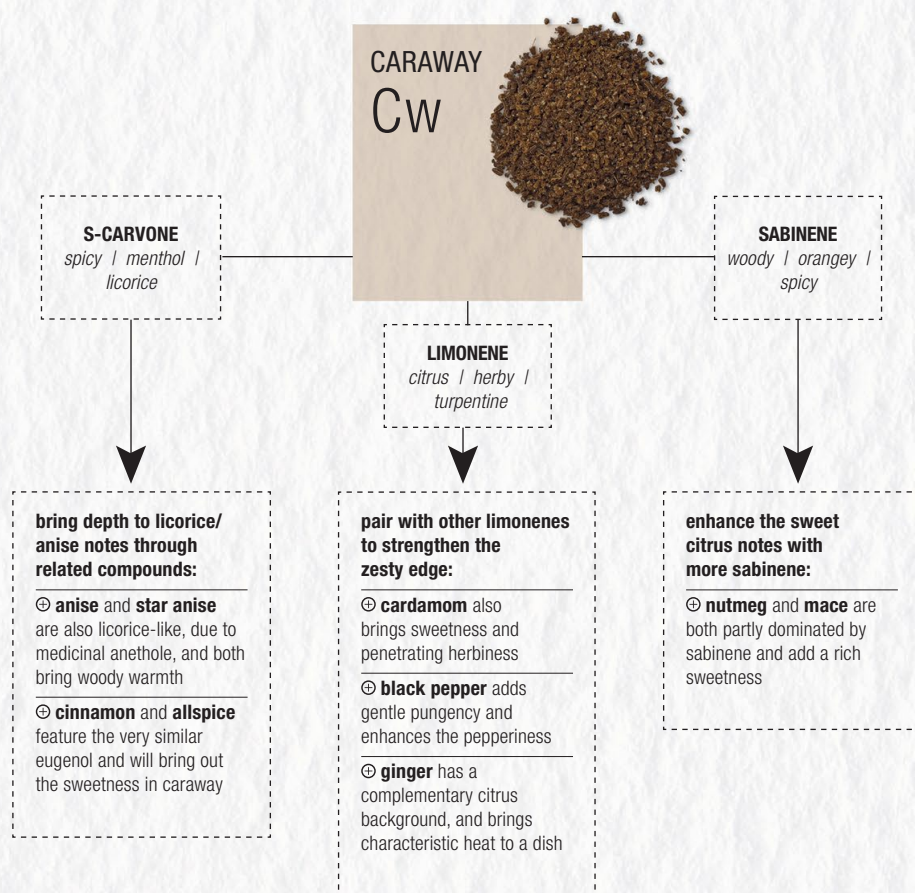 CARAWAY
Cw
S-CARVONE
spicy | menthol |
licorice
LIMONENE
citrus | herby |
turpentine
SABINENE
woody | orangey |
spicy
bring depth to licorice/
anise notes through
related compounds:
⊕ anise and star anise
are also licorice-like, due to
medicinal anethole, and both
bring woody warmth
⊕ cinnamon and allspice
feature the very similar
eugenol and will bring out
the sweetness in caraway
pair with other limonenes
to strengthen the
zesty edge:
⊕ cardamom also
brings sweetness and
penetrating herbiness
⊕ black pepper adds
gentle pungency and
enhances the pepperiness
⊕ ginger has a
complementary citrus
background, and brings
characteristic heat to a dish
enhance the sweet
citrus notes with
more sabinene:
⊕ nutmeg and mace are
both partly dominated by
sabinene and add a rich
sweetness